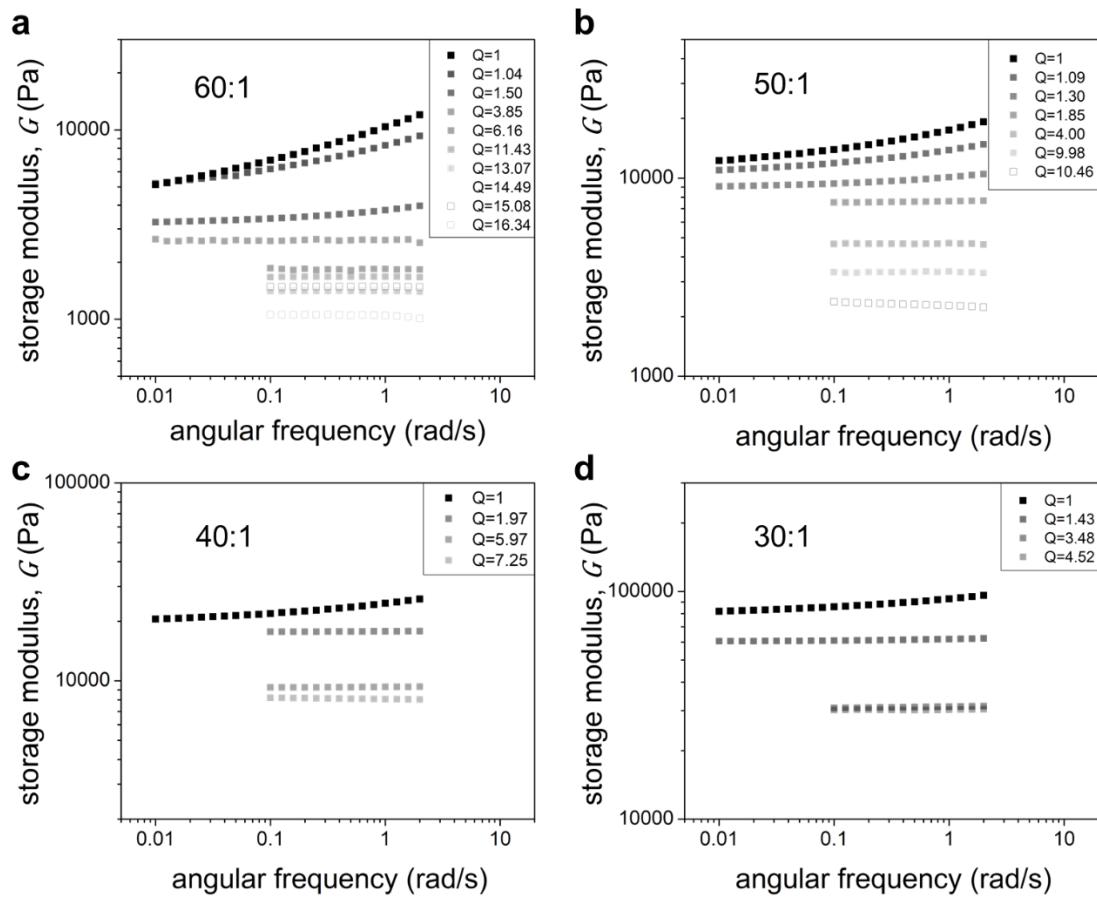 a
60:1
Q=1
Q=1.04
Q=1.50
Q=3.85
Q=6.16
Q=11.43
Q=13.07
Q=14.49
Q=15.08
Q=16.34
10000
1000
storage modulus, G (Pa)
0.01 0.1 1 10
angular frequency (rad/s)
b
50:1
Q=1
Q=1.09
Q=1.30
Q=1.85
Q=4.00
Q=9.98
Q=10.46
10000
1000
storage modulus, G (Pa)
0.01 0.1 1 10
angular frequency (rad/s)
c
40:1
Q=1
Q=1.97
Q=5.97
Q=7.25
100000
10000
storage modulus, G (Pa)
0.01 0.1 1 10
angular frequency (rad/s)
d
30:1
Q=1
Q=1.43
Q=3.48
Q=4.52
100000
10000
storage modulus, G (Pa)
0.01 0.1 1 10
angular frequency (rad/s)